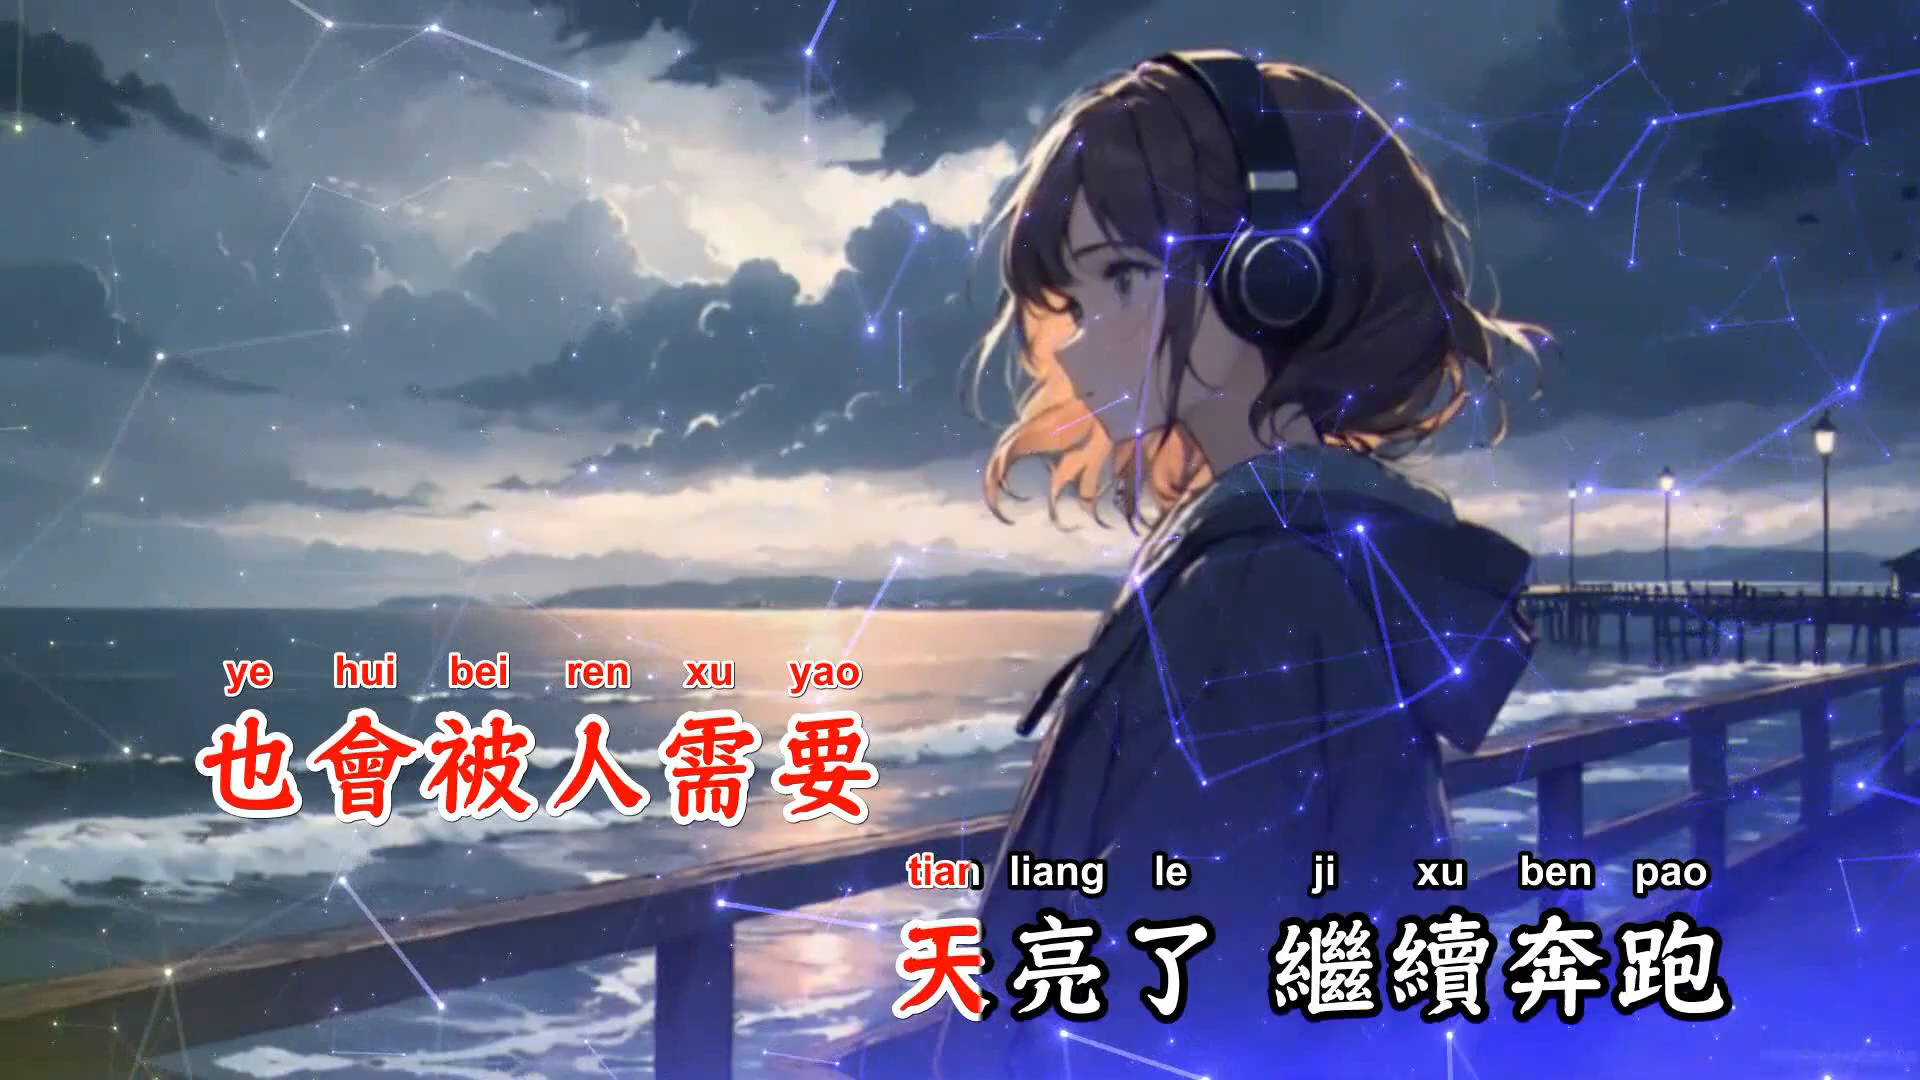 ye hui bei ren xu yao
也會被人需要
tian liang le ji xu ben pao
天亮了 繼續奔跑